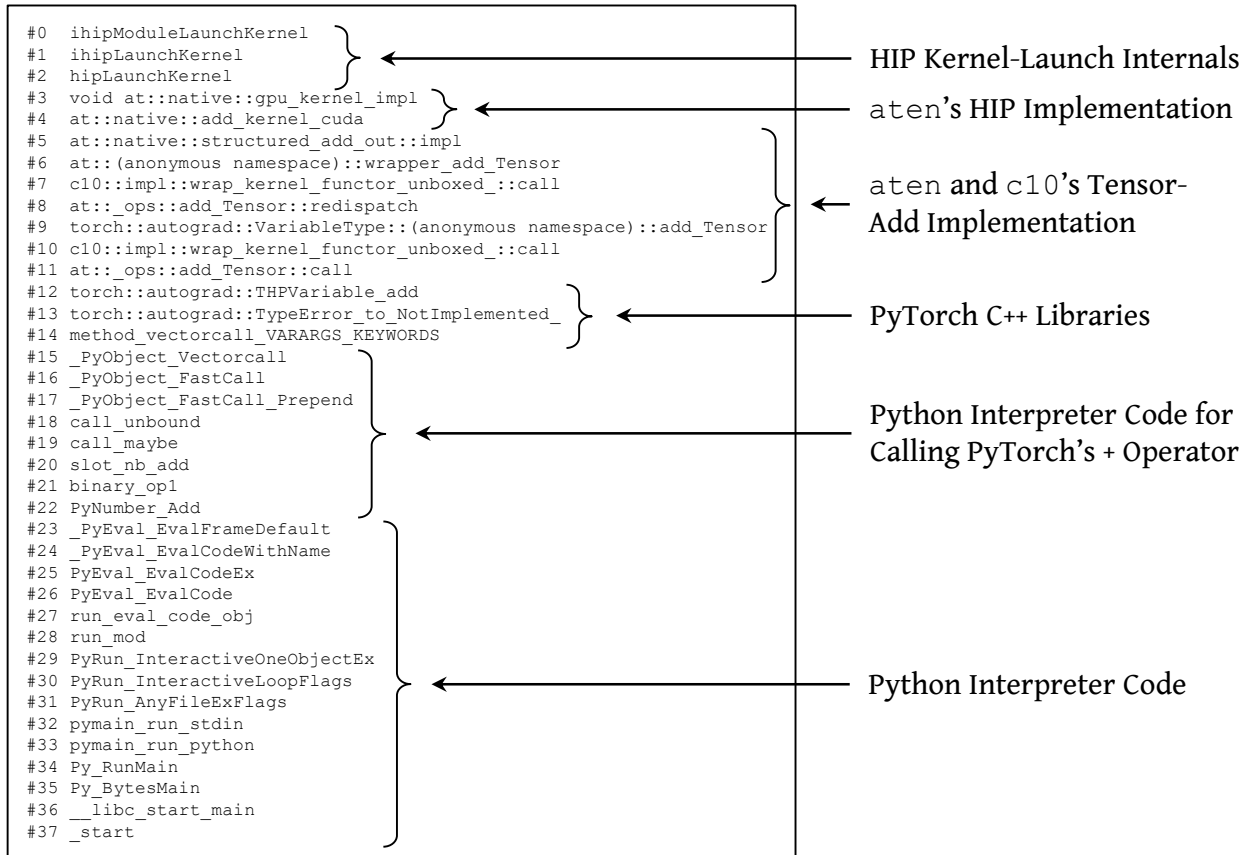 #0 ihipModuleLaunchKernel
#1 ihipLaunchKernel
#2 hipLaunchKernel
#3 void at::native::gpu_kernel_impl
#4 at::native::add_kernel_cuda
#5 at::native::structured_add_out::impl
#6 at::(anonymous namespace)::wrapper_add_Tensor
#7 c10::impl::wrap_kernel_functor_unboxed_::call
#8 at::_ops::add_Tensor::redispatch
#9 torch::autograd::VariableType::(anonymous namespace)::add_Tensor
#10 c10::impl::wrap_kernel_functor_unboxed_::call
#11 at::_ops::add_Tensor::call
#12 torch::autograd::THPVariable_add
#13 torch::autograd::TypeError_to_NotImplemented_
#14 method_vectorcall_VARARGS_KEYWORDS
#15 _PyObject_Vectorcall
#16 _PyObject_FastCall
#17 _PyObject_FastCall_Prepend
#18 call_unbound
#19 call_maybe
#20 slot_nb_add
#21 binary_op1
#22 PyNumber_Add
#23 _PyEval_EvalFrameDefault
#24 _PyEval_EvalCodeWithName
#25 PyEval_EvalCodeEx
#26 PyEval_EvalCode
#27 run_eval_code_obj
#28 run_mod
#29 PyRun_InteractiveOneObjectEx
#30 PyRun_InteractiveLoopFlags
#31 PyRun_AnyFileExFlags
#32 pymain_run_stdin
#33 pymain_run_python
#34 Py_RunMain
#35 Py_BytesMain
#36 __libc_start_main
#37 _start
HIP Kernel-Launch Internals
aten's HIP Implementation
aten and c10's Tensor-
Add Implementation
PyTorch C++ Libraries
Python Interpreter Code for
Calling PyTorch's + Operator
Python Interpreter Code